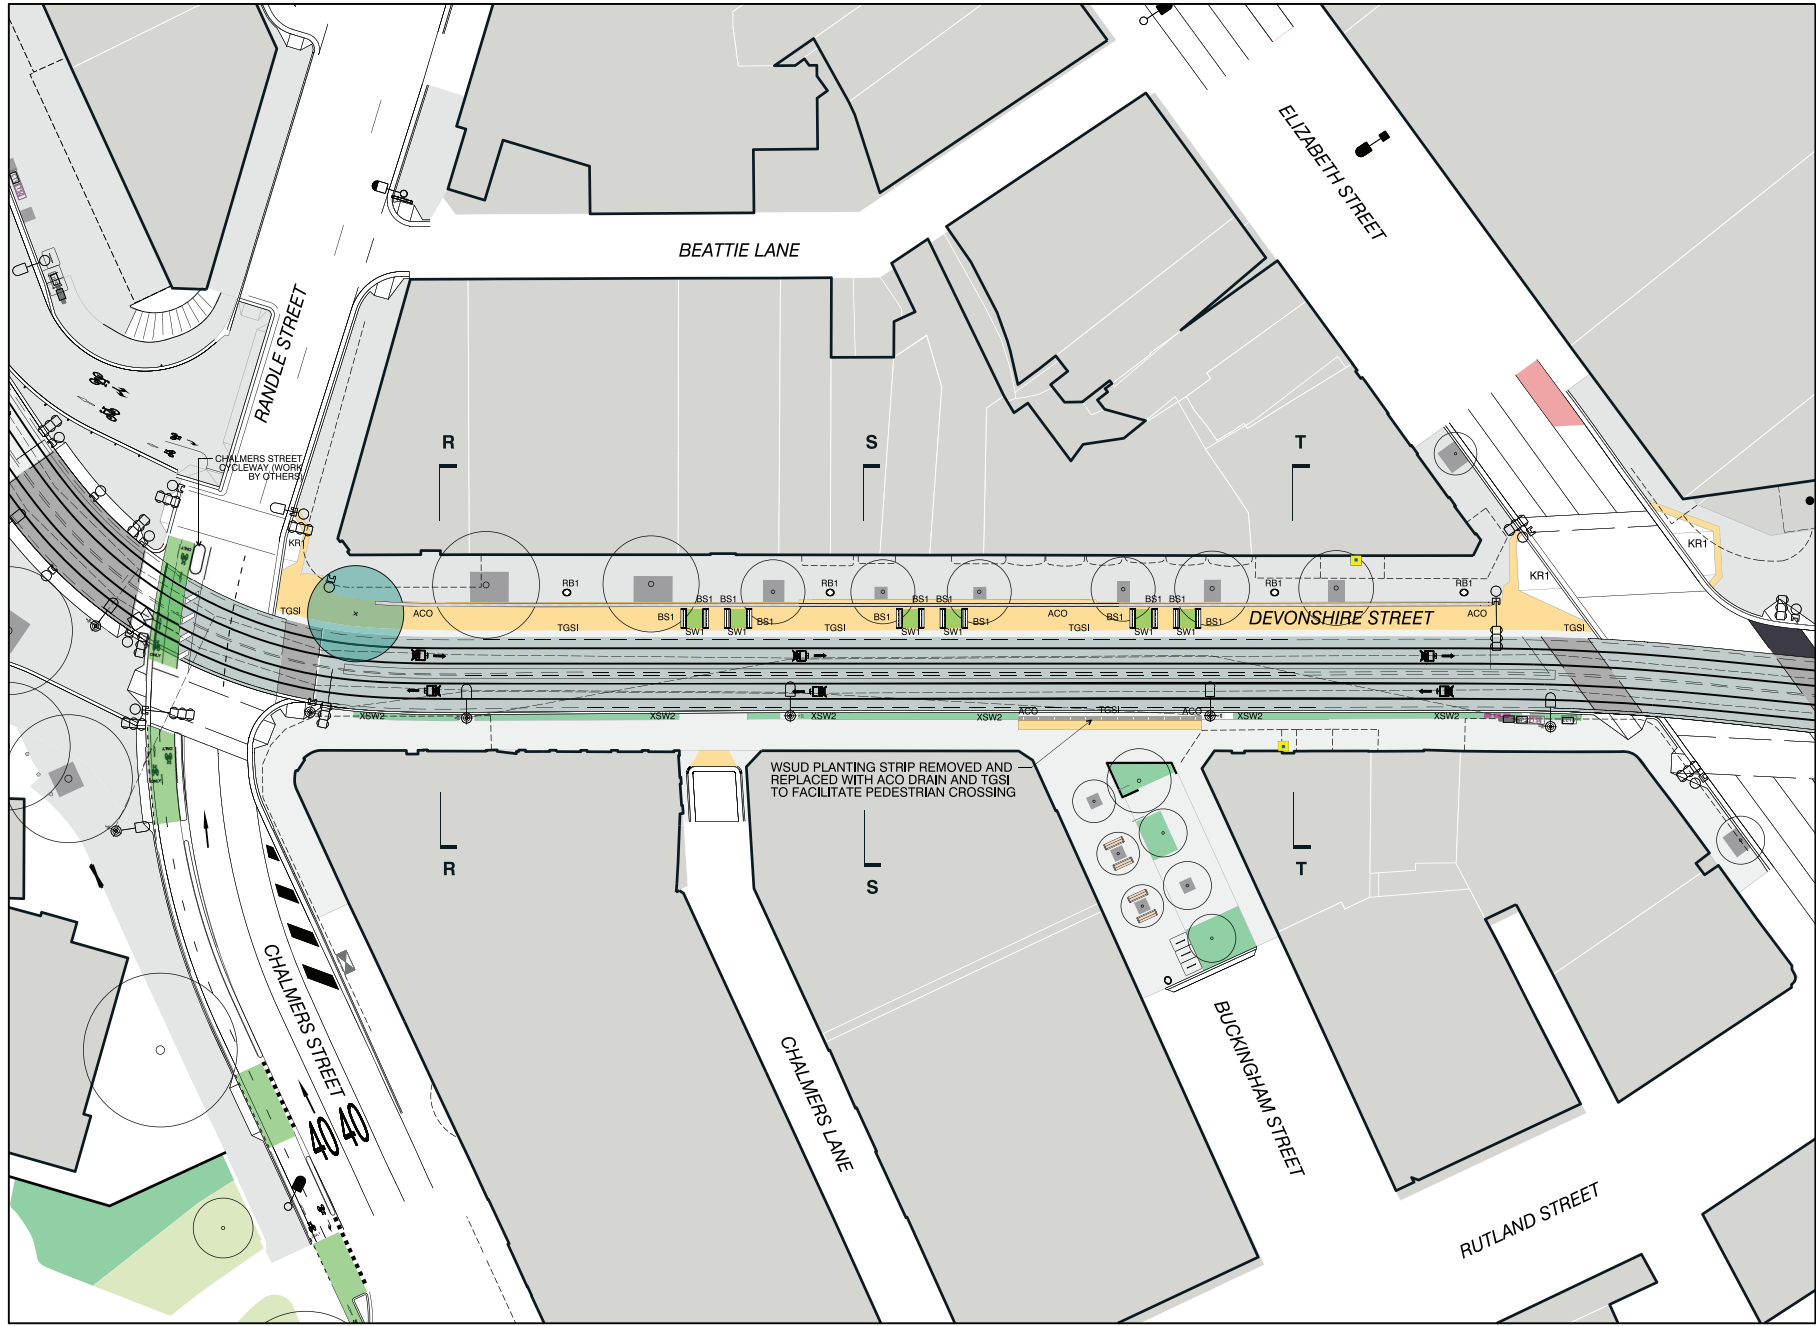 ELIZABETH STREET
BEATTIE LANE
RANDLE STREET
R
S
T
CHALMERS STREET
CYCLEWAY (WORK
BY OTHERS)
KR1
KR1
KR1
RB1
RB1
RB1
RB1
BS1 BS1
BS1 BS1
BS1 BS1
TGSI
ACO
BS1
BS1
BS1
BS1
ACO
BS1
BS1
DEVONSHIRE STREET
ACO
TGSI
SW1
SW1
TGSI
SW1
SW1
TGSI
SW1
SW1
TGSI
XSW2
XSW2
XSW2
XSW2
ACO
TGSI
ACO
XSW2
XSW2
WSUD PLANTING STRIP REMOVED AND
REPLACED WITH ACO DRAIN AND TGSI
TO FACILITATE PEDESTRIAN CROSSING
R
S
T
CHALMERS STREET
40
40
CHALMERS LANE
BUCKINGHAM STREET
RUTLAND STREET